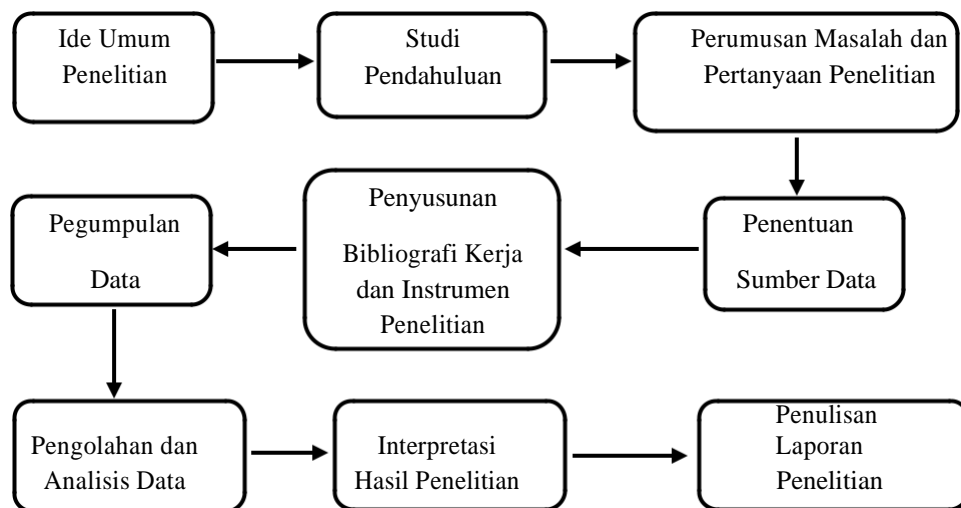 Ide Umum
Penelitian
Studi
Pendahuluan
Perumusan Masalah dan
Pertanyaan Penelitian
Penentuan
Sumber Data
Penyusunan
Bibliografi Kerja
dan Instrumen
Penelitian
Pegumpulan
Data
Pengolahan dan
Analisis Data
Interpretasi
Hasil Penelitian
Penulisan
Laporan
Penelitian